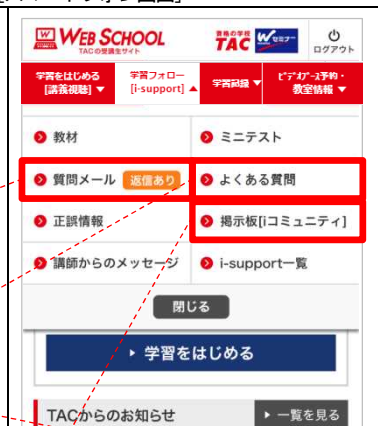 WEB SCHOOL
TACの受講生サイト
資格の学校
TAC
Wセミナー
ログアウト
学習をはじめる
[講義視聴]▼
学習フォロー
[i-support]▲
学習記録▼
ビデオブース予約・
教室情報▼
教材
ミニテスト
質問メール 返信あり
よくある質問
正誤情報
掲示板[iコミュニティ]
講師からのメッセージ
i-support一覧
閉じる
学習をはじめる
TACからのお知らせ
一覧を見る